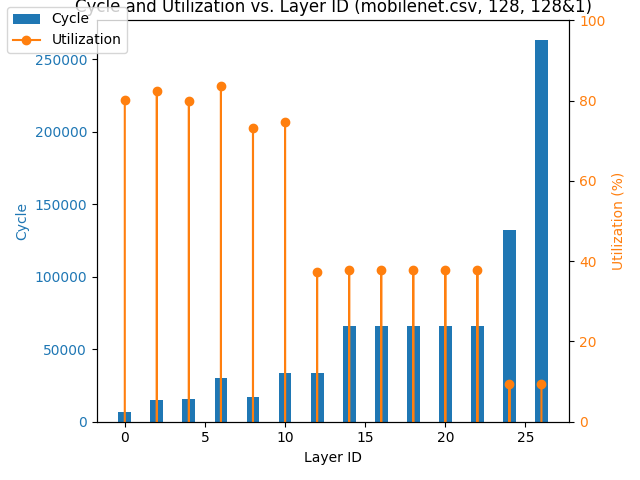 Cycle and Utilization vs. Layer ID (mobilenet.csv, 128, 128&1)
Cycle
Utilization
250000
200000
150000
100000
50000
0
Cycle
100
80
60
40
20
0
Utilization (%)
0 5 10 15 20 25
Layer ID